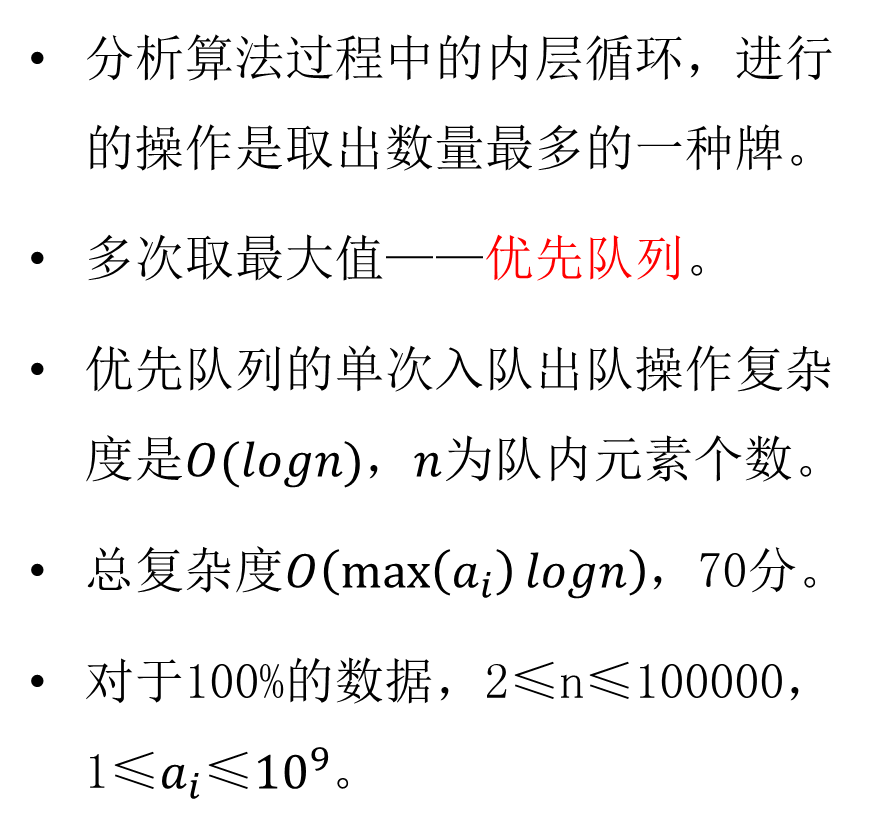 • 分析算法过程中的内层循环，进行
的操作是取出数量最多的一种牌。
• 多次取最大值——优先队列。
• 优先队列的单次入队出队操作复杂
度是O(logn)，n为队内元素个数。
• 总复杂度O(max(aᵢ) logn)，70分。
• 对于100%的数据，2≤n≤100000，
1≤aᵢ≤10⁹。